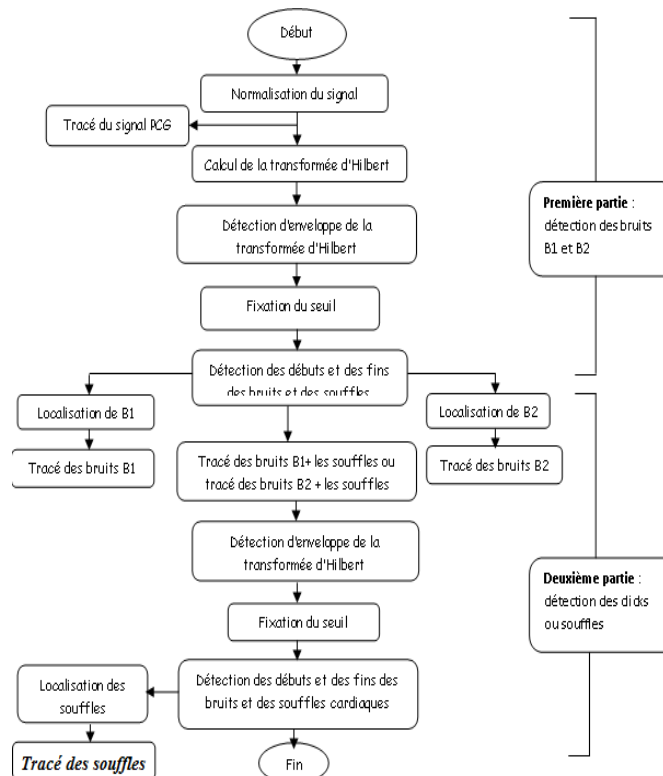 Début
Normalisation du signal
Tracé du signal PCG
Calcul de la transformée d'Hilbert
Détection d'enveloppe de la
transformée d'Hilbert
Première partie :
détection des bruits
B1 et B2
Fixation du seuil
Détection des débuts et des fins
des bruits et des souffles
Localisation de B1
Localisation de B2
Tracé des bruits B1
Tracé des bruits B1+ les souffles ou
tracé des bruits B2 + les souffles
Tracé des bruits B2
Détection d'enveloppe de la
transformée d'Hilbert
Deuxième partie :
détection des clicks
ou souffles
Fixation du seuil
Localisation des
souffles
Détection des débuts et des fins des
bruits et des souffles cardiaques
Tracé des souffles
Fin